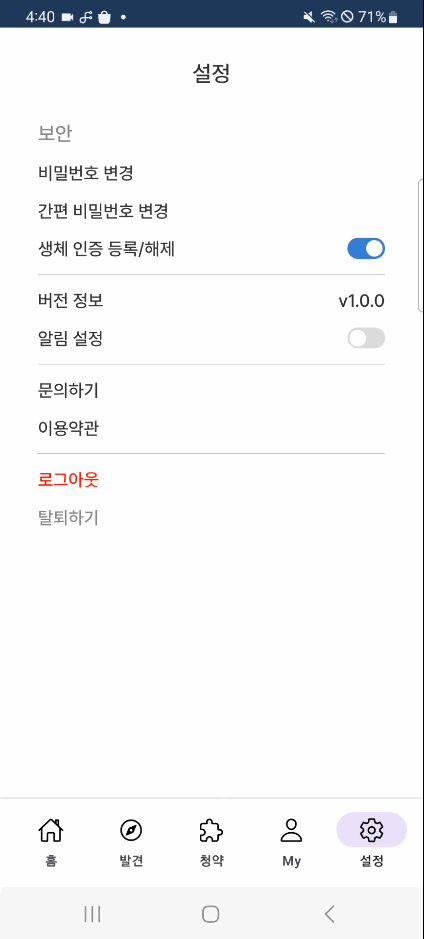 4:40 71%
설정
보안
비밀번호 변경
간편 비밀번호 변경
생체 인증 등록/해제
버전 정보 v1.0.0
알림 설정
문의하기
이용약관
로그아웃
탈퇴하기
홈 발견 청약 My 설정